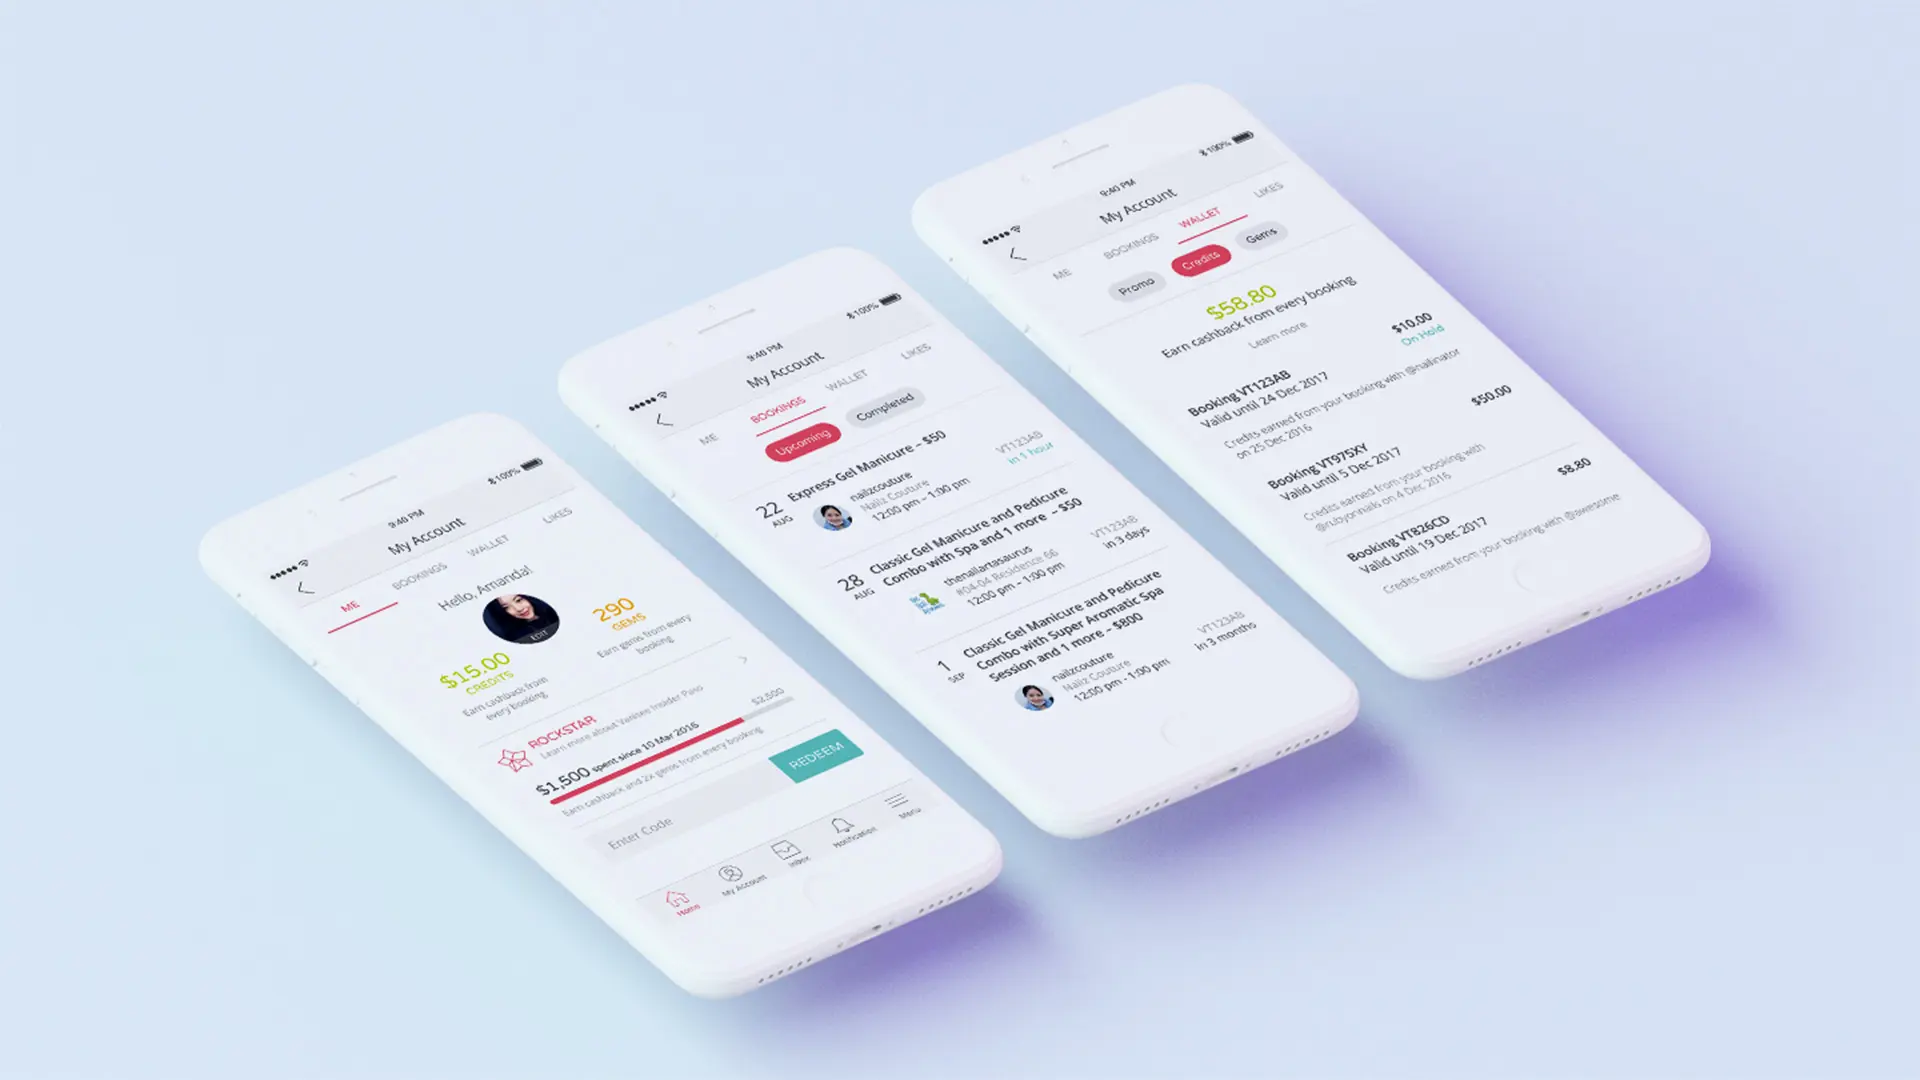 9:40 PM
100%
My Account
ME
BOOKINGS
WALLET
LIKES
Hello, Amanda!
EDIT
$15.00
CREDITS
Earn cashback from
every booking
290
GEMS
Earn gems from every
booking
ROCKSTAR
Learn more about Vanitee Insider Pass
$1,500 spent since 10 Mar 2016
$2,500
Earn cashback and 2x gems from every booking.
Enter Code
REDEEM
Home
My Account
Inbox
Notification
Menu
9:40 PM
100%
My Account
ME
BOOKINGS
WALLET
LIKES
Upcoming
Completed
22
AUG
Express Gel Manicure – $50
nailzcouture
Nailz Couture
12:00 pm - 1:00 pm
VT123AB
in 1 hour
28
AUG
Classic Gel Manicure and Pedicure
Combo with Spa and 1 more – $50
thenailartasaurus
#04-04 Residence 66
12:00 pm - 1:00 pm
VT123AB
in 3 days
1
SEP
Classic Gel Manicure and Pedicure
Combo with Super Aromatic Spa
Session and 1 more – $800
nailzcouture
Nailz Couture
12:00 pm - 1:00 pm
VT123AB
in 3 months
9:40 PM
100%
My Account
ME
BOOKINGS
WALLET
LIKES
Promo
Credits
Gems
$58.80
Earn cashback from every booking
Learn more
Booking VT123AB
$10.00
Valid until 24 Dec 2017
On Hold
Credits earned from your booking with @nailinator
on 25 Dec 2016
Booking VT975XY
$50.00
Valid until 5 Dec 2017
Credits earned from your booking with
@rubyonnails on 4 Dec 2016
Booking VT826CD
$8.80
Valid until 19 Dec 2017
Credits earned from your booking with @awesome